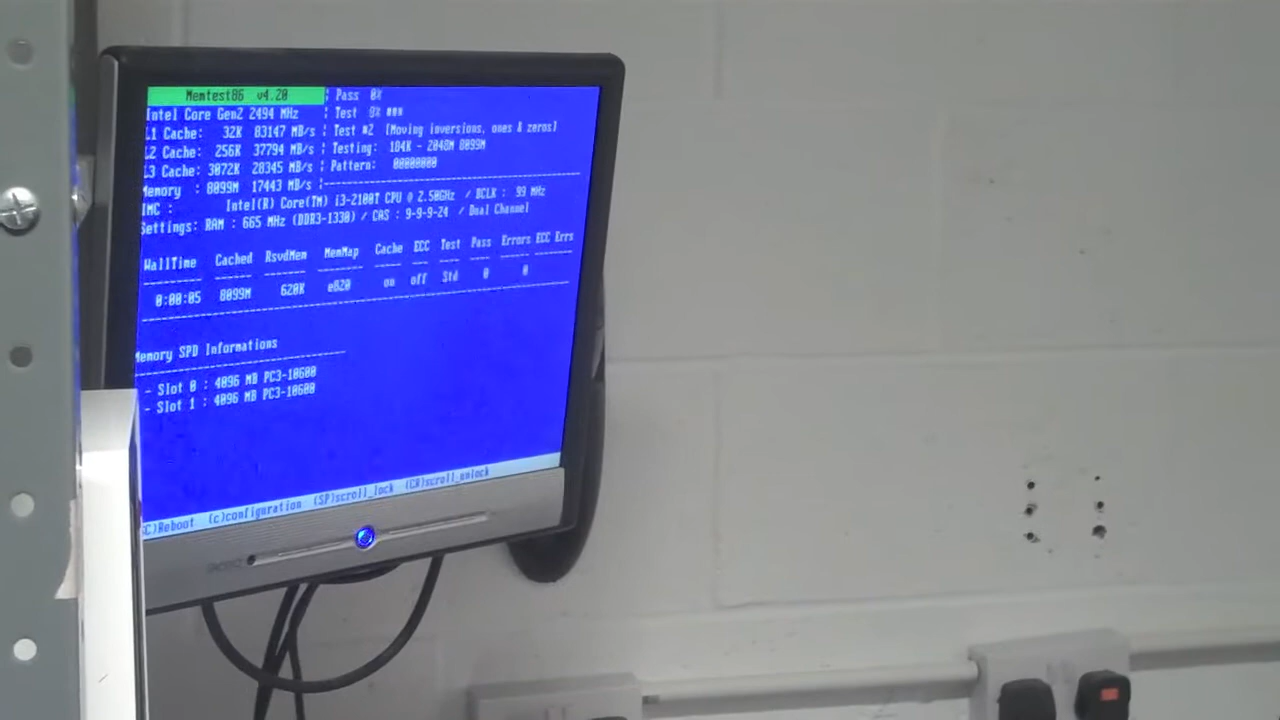 Memtest86 v4.20 | Pass 0%
Intel Core Gen2 2494 MHz | Test 8% ###
L1 Cache: 32K 83147 MB/s | Test #2 [Moving inversions, ones & zeros]
L2 Cache: 256K 37794 MB/s | Testing: 184K - 2048M 8099M
L3 Cache: 3072K 28345 MB/s | Pattern: 00000000
Memory : 8099M 17443 MB/s |
IMC : Intel(R) Core(TM) i3-2100T CPU @ 2.50GHz / BCLK : 99 MHz
Settings: RAM : 665 MHz (DDR3-1330) / CAS : 9-9-9-24 / Dual Channel
WallTime Cached RsvdMem MemMap Cache ECC Test Pass Errors ECC Errs
0:00:05 8099M 620K e820 on off Std 0 0
Memory SPD Informations
- Slot 0 : 4096 MB PC3-10600
- Slot 1 : 4096 MB PC3-10600
(ESC)Reboot (c)configuration (SP)scroll_lock (CR)scroll_unlock